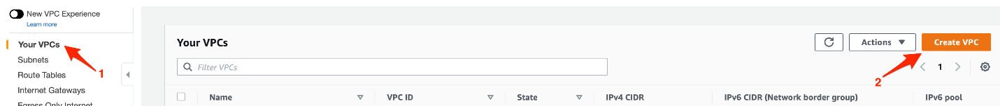 New VPC Experience
Learn more
Your VPCs
1
Subnets
Route Tables
Internet Gateways
Egress Only Internet
Your VPCs
Actions
Create VPC
Filter VPCs
1
2
Name
VPC ID
State
IPv4 CIDR
IPv6 CIDR (Network border group)
IPv6 pool